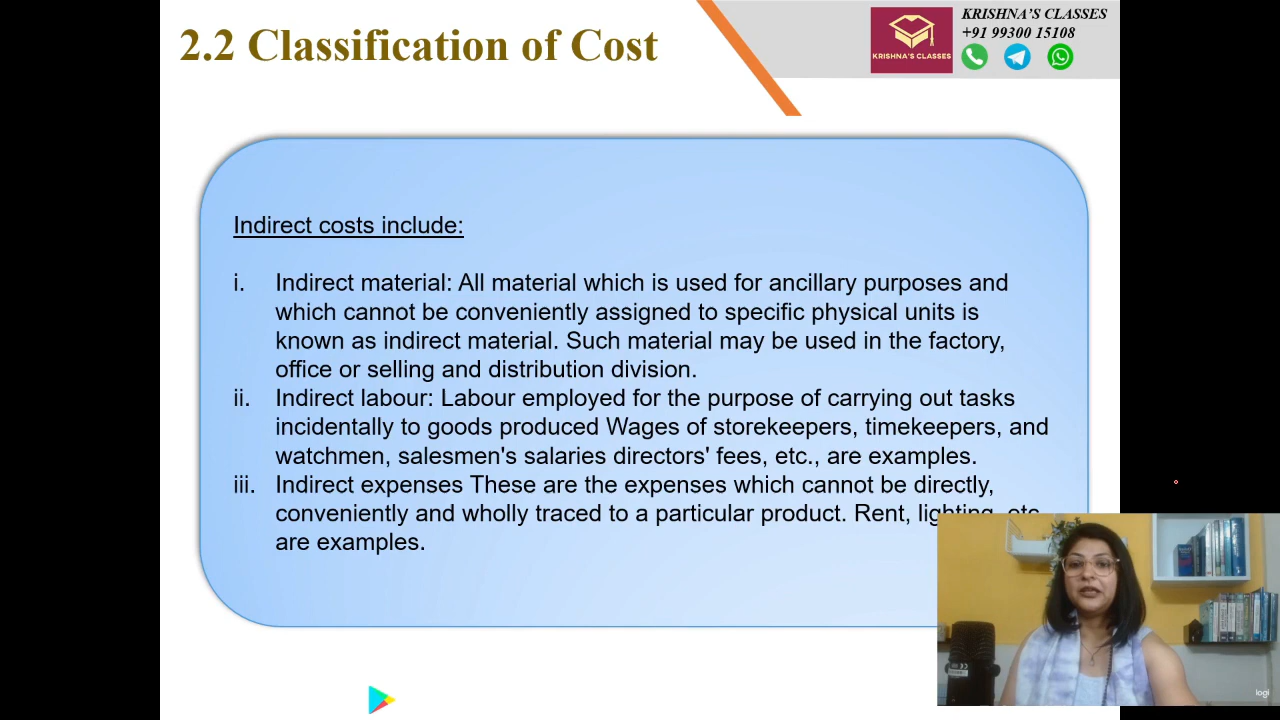 2.2 Classification of Cost
KRISHNA'S CLASSES
+91 99300 15108
KRISHNA'S CLASSES
Indirect costs include:
i. Indirect material: All material which is used for ancillary purposes and
which cannot be conveniently assigned to specific physical units is
known as indirect material. Such material may be used in the factory,
office or selling and distribution division.
ii. Indirect labour: Labour employed for the purpose of carrying out tasks
incidentally to goods produced Wages of storekeepers, timekeepers, and
watchmen, salesmen's salaries directors' fees, etc., are examples.
iii. Indirect expenses These are the expenses which cannot be directly,
conveniently and wholly traced to a particular product. Rent, lighting, etc
are examples.
logi